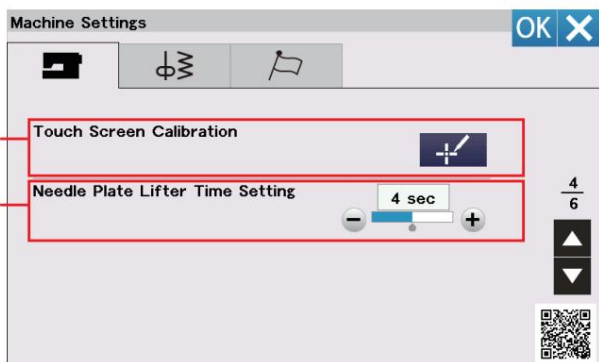 Machine Settings
OK
Touch Screen Calibration
Needle Plate Lifter Time Setting
4 sec
4
6